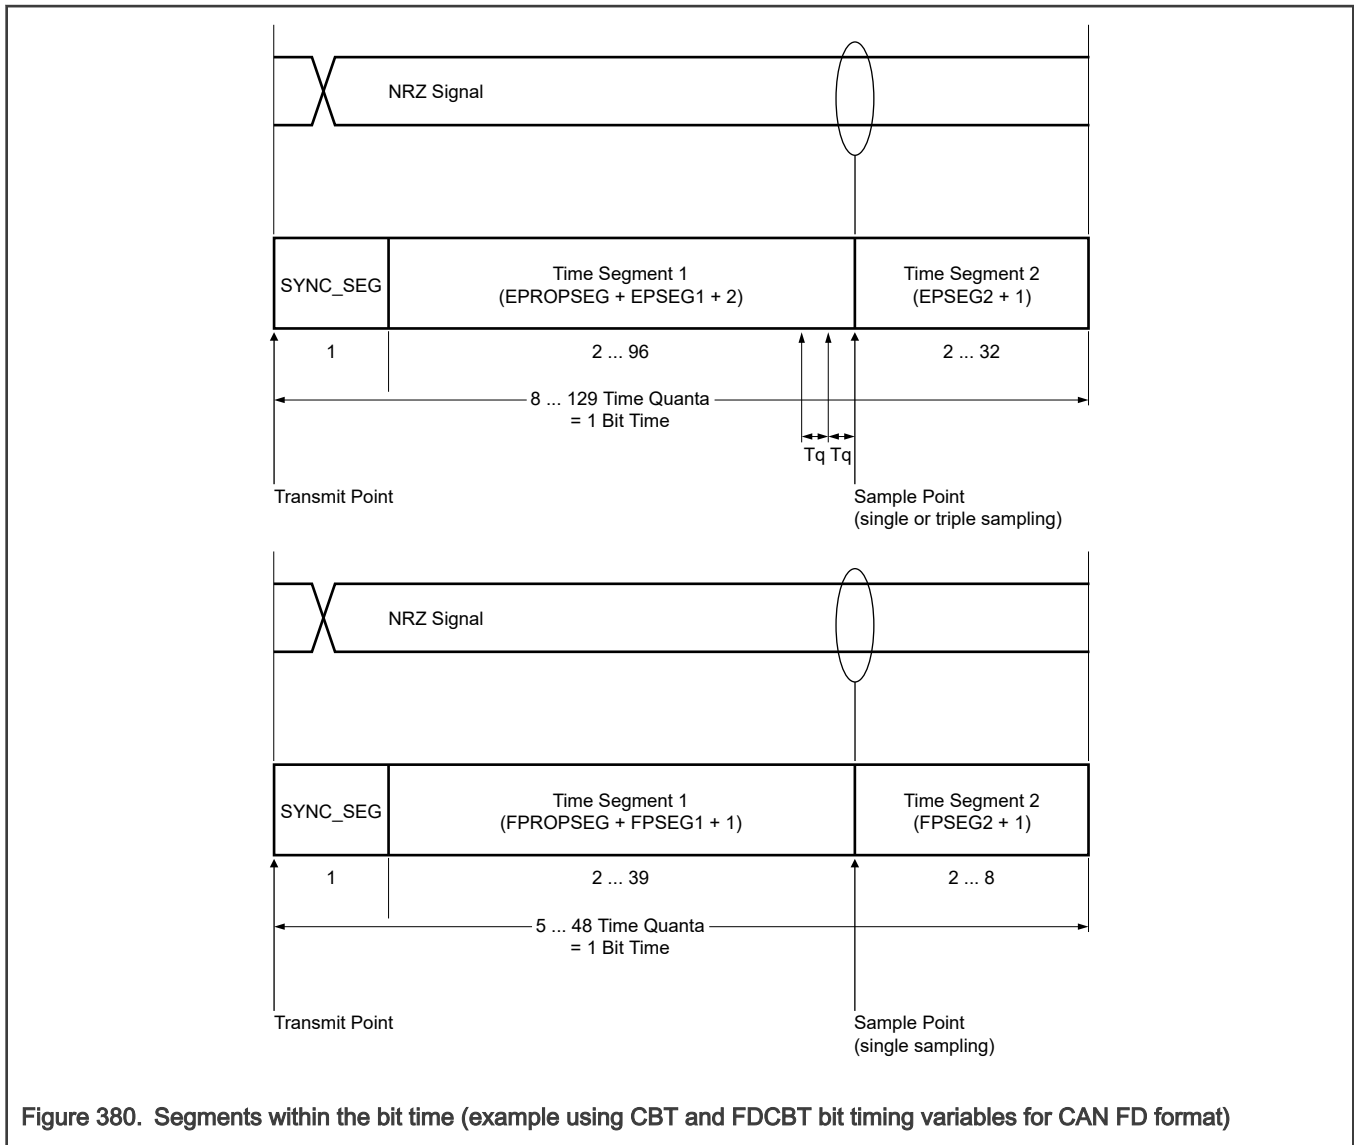 NRZ Signal
SYNC_SEG
Time Segment 1
(EPROPSEG + EPSEG1 + 2)
Time Segment 2
(EPSEG2 + 1)
1
2 ... 96
2 ... 32
8 ... 129 Time Quanta
= 1 Bit Time
Tq Tq
Transmit Point
Sample Point
(single or triple sampling)
NRZ Signal
SYNC_SEG
Time Segment 1
(FPROPSEG + FPSEG1 + 1)
Time Segment 2
(FPSEG2 + 1)
1
2 ... 39
2 ... 8
5 ... 48 Time Quanta
= 1 Bit Time
Transmit Point
Sample Point
(single sampling)
Figure 380. Segments within the bit time (example using CBT and FDCBT bit timing variables for CAN FD format)